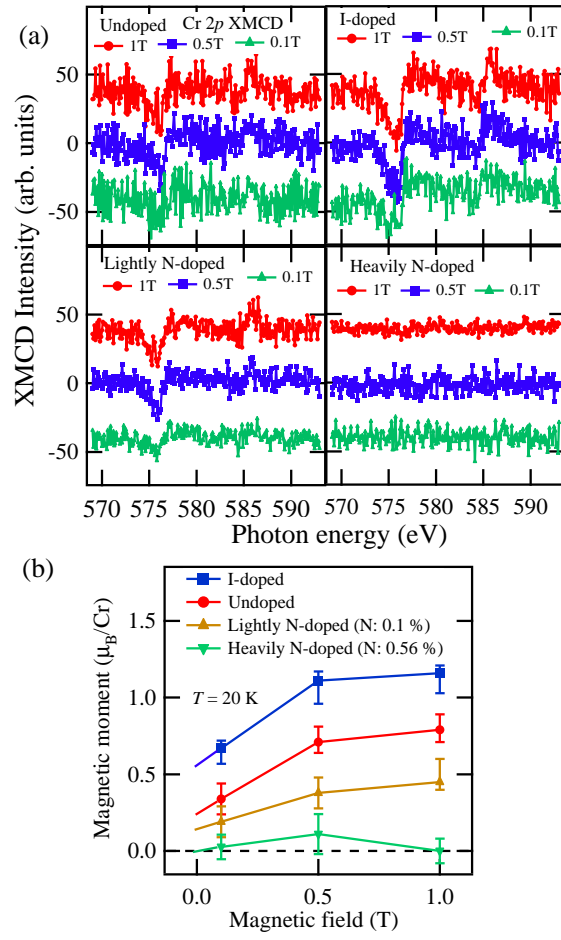 (a)
Undoped Cr 2p XMCD
1T 0.5T 0.1T
I-doped
1T 0.5T 0.1T
50
0
-50
Lightly N-doped
1T 0.5T 0.1T
Heavily N-doped
1T 0.5T 0.1T
50
0
-50
XMCD Intensity (arb. units)
570 575 580 585 590 570 575 580 585 590
Photon energy (eV)
(b)
I-doped
Undoped
Lightly N-doped (N: 0.1 %)
Heavily N-doped (N: 0.56 %)
T = 20 K
1.5
1.0
0.5
0.0
Magnetic moment (μB/Cr)
0.0 0.5 1.0
Magnetic field (T)